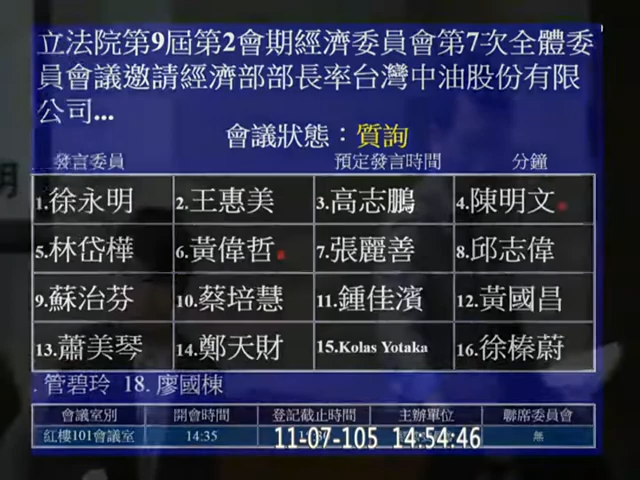 立法院第9屆第2會期經濟委員會第7次全體委
員會議邀請經濟部部長率台灣中油股份有限
公司...
會議狀態：質詢
發言委員 預定發言時間 分鐘
1.徐永明 2.王惠美 3.高志鵬 4.陳明文
5.林岱樺 6.黃偉哲 7.張麗善 8.邱志偉
9.蘇治芬 10.蔡培慧 11.鍾佳濱 12.黃國昌
13.蕭美琴 14.鄭天財 15.Kolas Yotaka 16.徐榛蔚
. 管碧玲 18. 廖國棟
會議室別 開會時間 登記截止時間 主辦單位 聯席委員會
紅樓101會議室 14:35 無
11-07-105 14:54:46